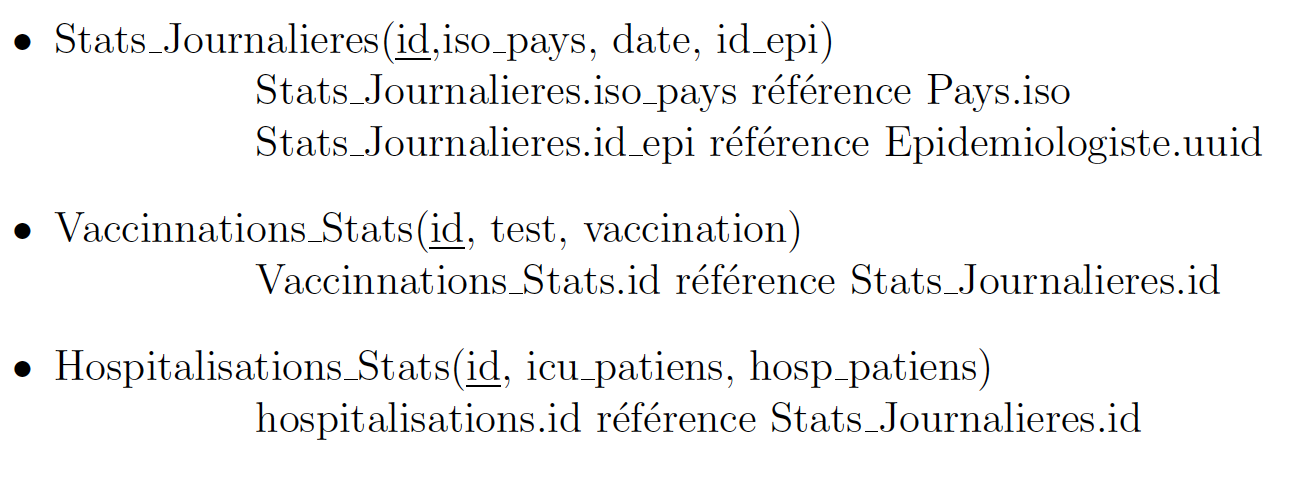 • Stats_Journalieres(id,iso_pays, date, id_epi)
Stats_Journalieres.iso_pays référence Pays.iso
Stats_Journalieres.id_epi référence Epidemiologiste.uuid
• Vaccinnations_Stats(id, test, vaccination)
Vaccinnations_Stats.id référence Stats_Journalieres.id
• Hospitalisations_Stats(id, icu_patiens, hosp_patiens)
hospitalisations.id référence Stats_Journalieres.id